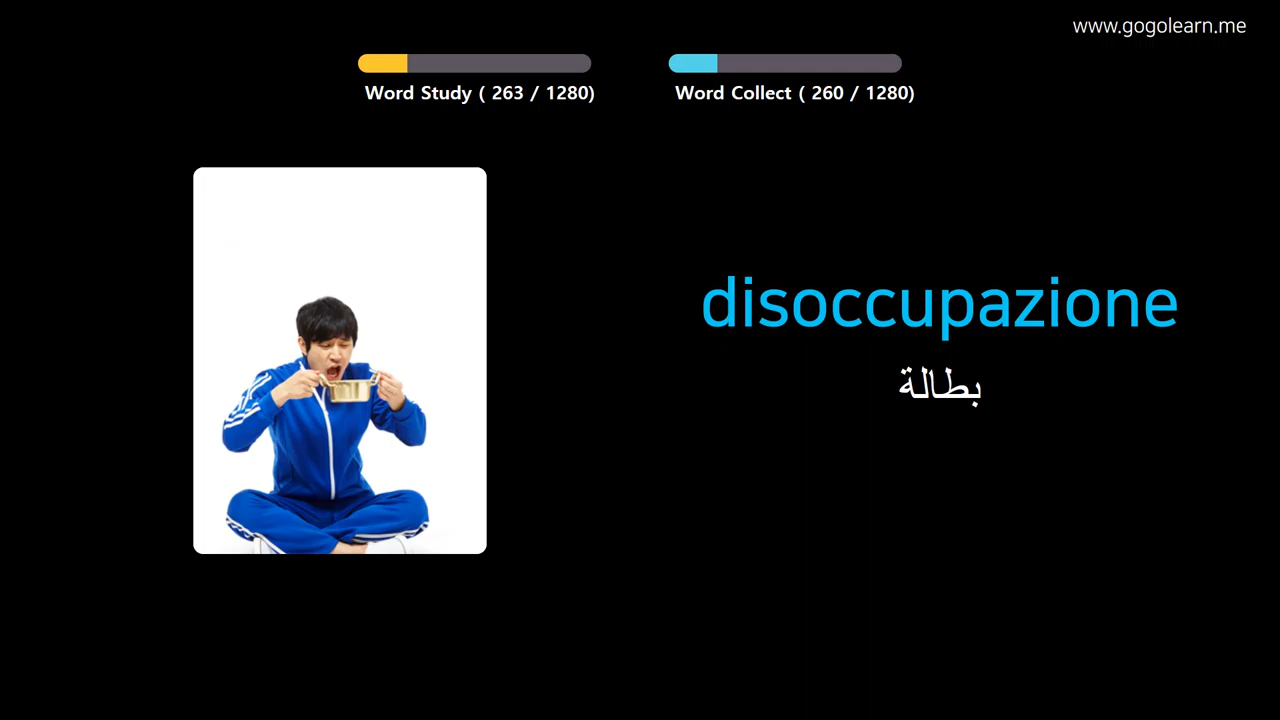 www.gogolearn.me
Word Study ( 263 / 1280)
Word Collect ( 260 / 1280)
disoccupazione
بطالة